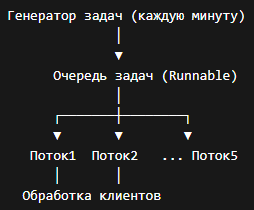 Генератор задач (каждую минуту)
Очередь задач (Runnable)
Поток1 Поток2 ... Поток5
Обработка клиентов